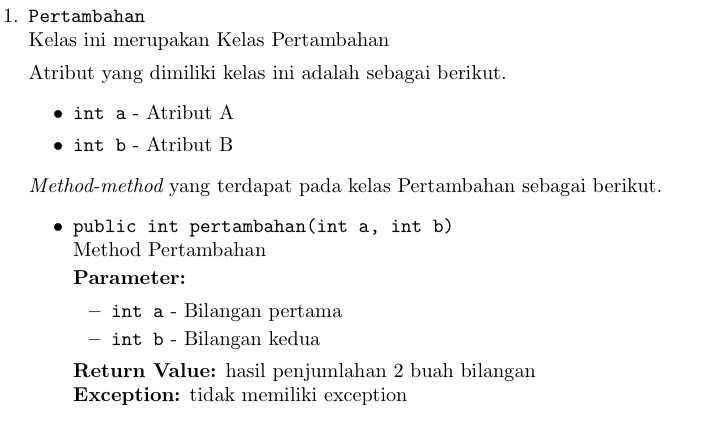 1. Pertambahan
Kelas ini merupakan Kelas Pertambahan
Atribut yang dimiliki kelas ini adalah sebagai berikut.
• int a - Atribut A
• int b - Atribut B
Method-method yang terdapat pada kelas Pertambahan sebagai berikut.
• public int pertambahan(int a, int b)
Method Pertambahan
Parameter:
– int a - Bilangan pertama
– int b - Bilangan kedua
Return Value: hasil penjumlahan 2 buah bilangan
Exception: tidak memiliki exception